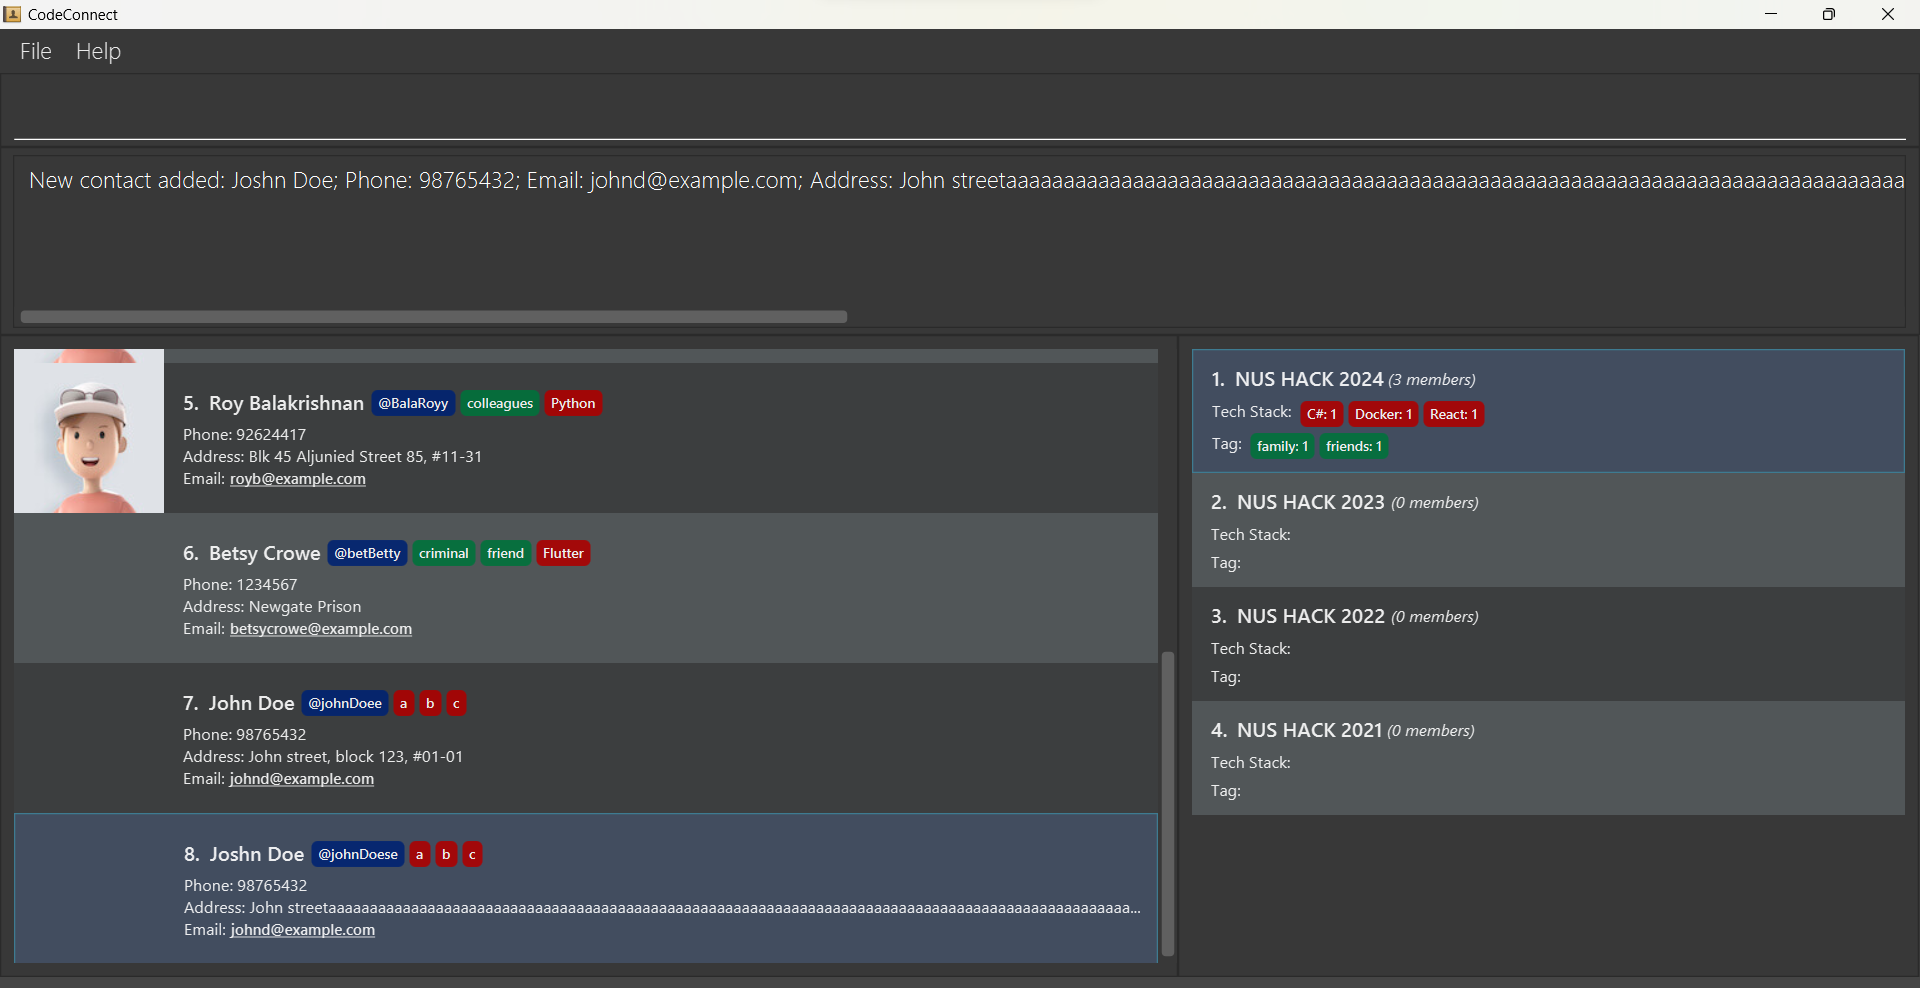 CodeConnect
File Help
New contact added: Joshn Doe; Phone: 98765432; Email: johnd@example.com; Address: John streetaaaaaaaaaaaaaaaaaaaaaaaaaaaaaaaaaaaaaaaaaaaaaaaaaaaaaaaaaaaaaaaaaaaaaaaaaaaaaa
5. Roy Balakrishnan @BalaRoyy colleagues Python
Phone: 92624417
Address: Blk 45 Aljunied Street 85, #11-31
Email: royb@example.com
6. Betsy Crowe @betBetty criminal friend Flutter
Phone: 1234567
Address: Newgate Prison
Email: betsycrowe@example.com
7. John Doe @johnDoee a b c
Phone: 98765432
Address: John street, block 123, #01-01
Email: johnd@example.com
8. Joshn Doe @johnDoese a b c
Phone: 98765432
Address: John streetaaaaaaaaaaaaaaaaaaaaaaaaaaaaaaaaaaaaaaaaaaaaaaaaaaaaaaaaaaaaaaaaaaaaaaaaaaaaaaaaaaaaaaaaaaaaaaaaaa...
Email: johnd@example.com
1. NUS HACK 2024 (3 members)
Tech Stack: C#: 1 Docker: 1 React: 1
Tag: family: 1 friends: 1
2. NUS HACK 2023 (0 members)
Tech Stack:
Tag:
3. NUS HACK 2022 (0 members)
Tech Stack:
Tag:
4. NUS HACK 2021 (0 members)
Tech Stack:
Tag: